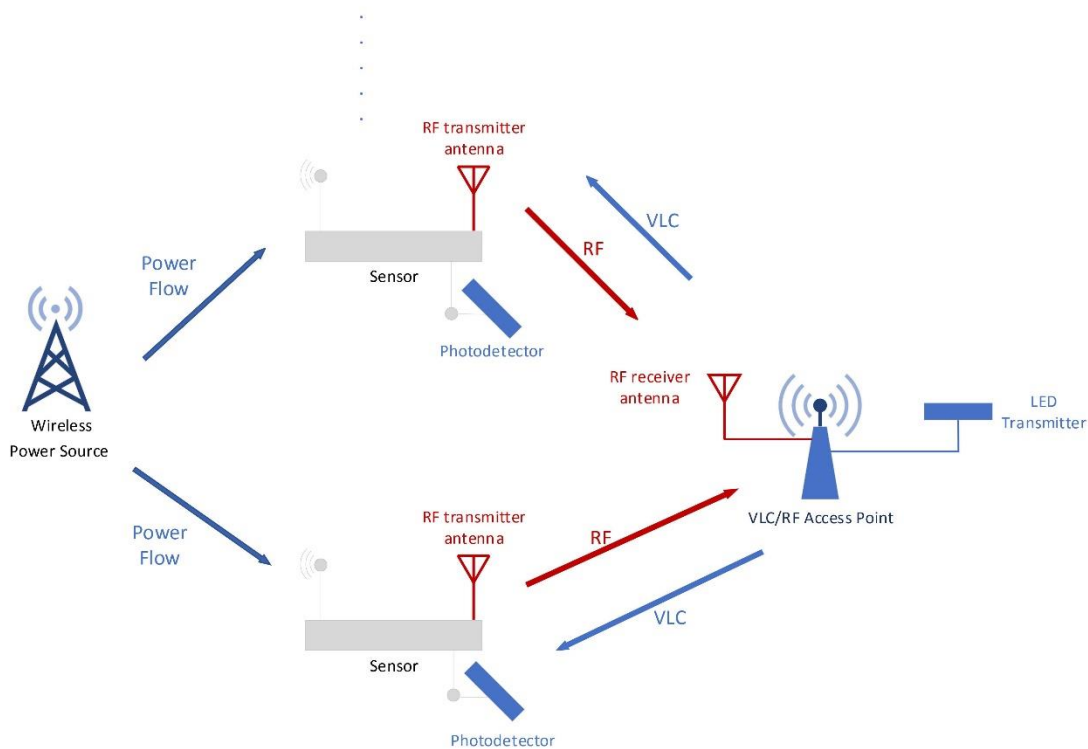 RF transmitter
antenna
VLC
RF
Power
Flow
Sensor
Photodetector
RF receiver
antenna
LED
Transmitter
Wireless
Power Source
VLC/RF Access Point
Power
Flow
RF transmitter
antenna
RF
VLC
Sensor
Photodetector